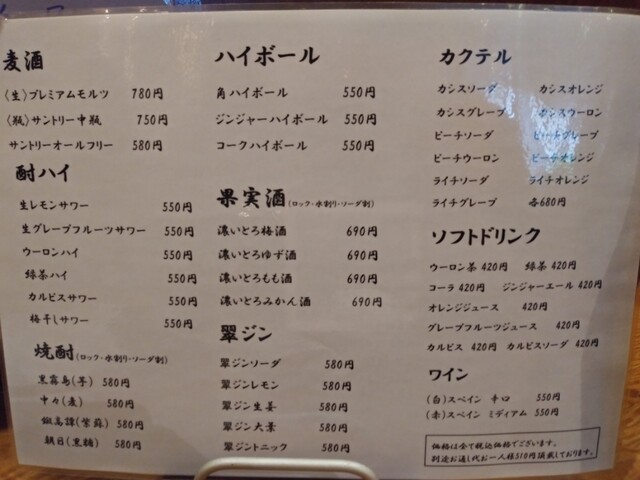 麦酒
〈生〉プレミアムモルツ 780円
〈瓶〉サントリー中瓶 750円
サントリーオールフリー 580円
酎ハイ
生レモンサワー 550円
生グレープフルーツサワー 550円
ウーロンハイ 550円
緑茶ハイ 550円
カルピスサワー 550円
梅干しサワー 550円
焼酎(ロック・水割り・ソーダ割)
黒霧島(芋) 580円
中々(麦) 580円
鍛高譚(紫蘇) 580円
朝日(黒糖) 580円
ハイボール
角ハイボール 550円
ジンジャーハイボール 550円
コークハイボール 550円
果実酒(ロック・水割り・ソーダ割)
濃いとろ梅酒 690円
濃いとろゆず酒 690円
濃いとろもも酒 690円
濃いとろみかん酒 690円
翠ジン
翠ジンソーダ 580円
翠ジンレモン 580円
翠ジン生姜 580円
翠ジン大葉 580円
翠ジントニック 580円
カクテル
カシスソーダ カシスオレンジ
カシスグレープ カシスウーロン
ピーチソーダ ピーチグレープ
ピーチウーロン ピーチオレンジ
ライチソーダ ライチオレンジ
ライチグレープ 各680円
ソフトドリンク
ウーロン茶 420円 緑茶 420円
コーラ 420円 ジンジャーエール 420円
オレンジジュース 420円
グレープフルーツジュース 420円
カルピス 420円 カルピスソーダ 420円
ワイン
(白)スペイン 辛口 550円
(赤)スペイン ミディアム 550円
価格は全て税込価格でございます。
別途お通し代お一人様510円頂戴しております。